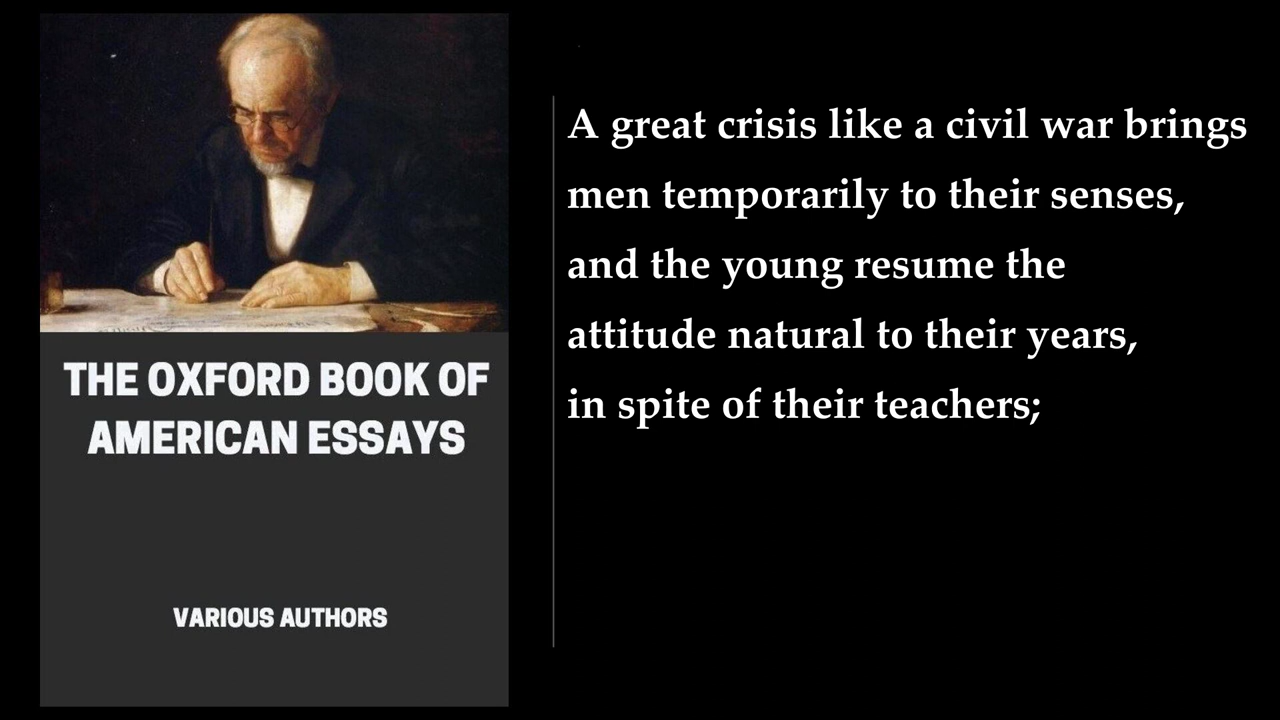 THE OXFORD BOOK OF
AMERICAN ESSAYS
VARIOUS AUTHORS
A great crisis like a civil war brings
men temporarily to their senses,
and the young resume the
attitude natural to their years,
in spite of their teachers;